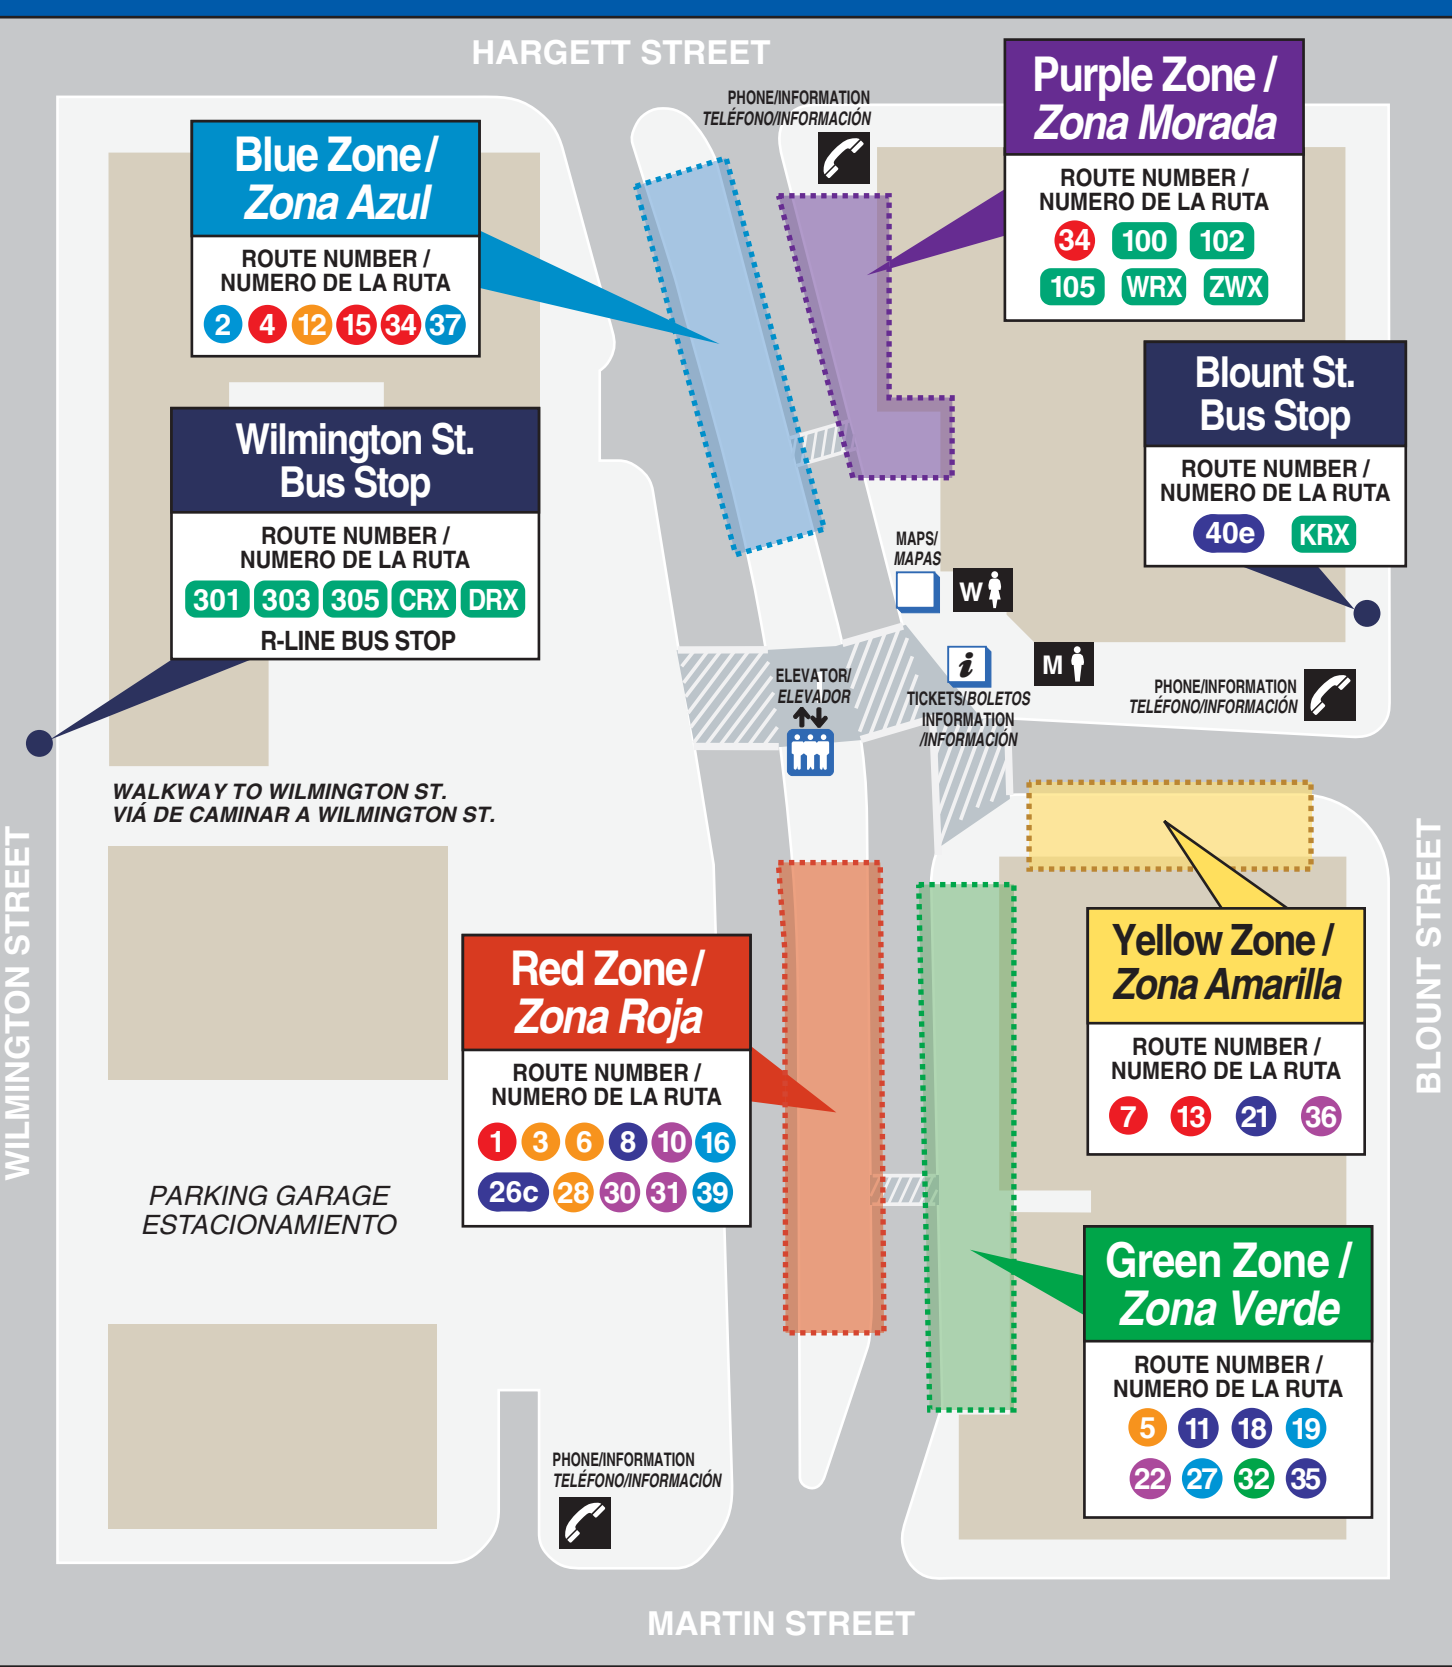 HARGETT STREET
PHONE/INFORMATION
TELÉFONO/INFORMACIÓN
Purple Zone /
Zona Morada
ROUTE NUMBER /
NUMERO DE LA RUTA
34 100 102
105 WRX ZWX
Blue Zone/
Zona Azul
ROUTE NUMBER /
NUMERO DE LA RUTA
2 4 12 15 34 37
Blount St.
Bus Stop
ROUTE NUMBER /
NUMERO DE LA RUTA
40e KRX
Wilmington St.
Bus Stop
ROUTE NUMBER /
NUMERO DE LA RUTA
301 303 305 CRX DRX
R-LINE BUS STOP
MAPS/
MAPAS
W
M
i
ELEVATOR/
ELEVADOR
TICKETS/BOLETOS
INFORMATION
/INFORMACIÓN
PHONE/INFORMATION
TELÉFONO/INFORMACIÓN
WALKWAY TO WILMINGTON ST.
VIÁ DE CAMINAR A WILMINGTON ST.
WILMINGTON STREET
BLOUNT STREET
Yellow Zone /
Zona Amarilla
ROUTE NUMBER /
NUMERO DE LA RUTA
7 13 21 36
Red Zone/
Zona Roja
ROUTE NUMBER /
NUMERO DE LA RUTA
1 3 6 8 10 16
26c 28 30 31 39
PARKING GARAGE
ESTACIONAMIENTO
Green Zone /
Zona Verde
ROUTE NUMBER /
NUMERO DE LA RUTA
5 11 18 19
22 27 32 35
PHONE/INFORMATION
TELÉFONO/INFORMACIÓN
MARTIN STREET